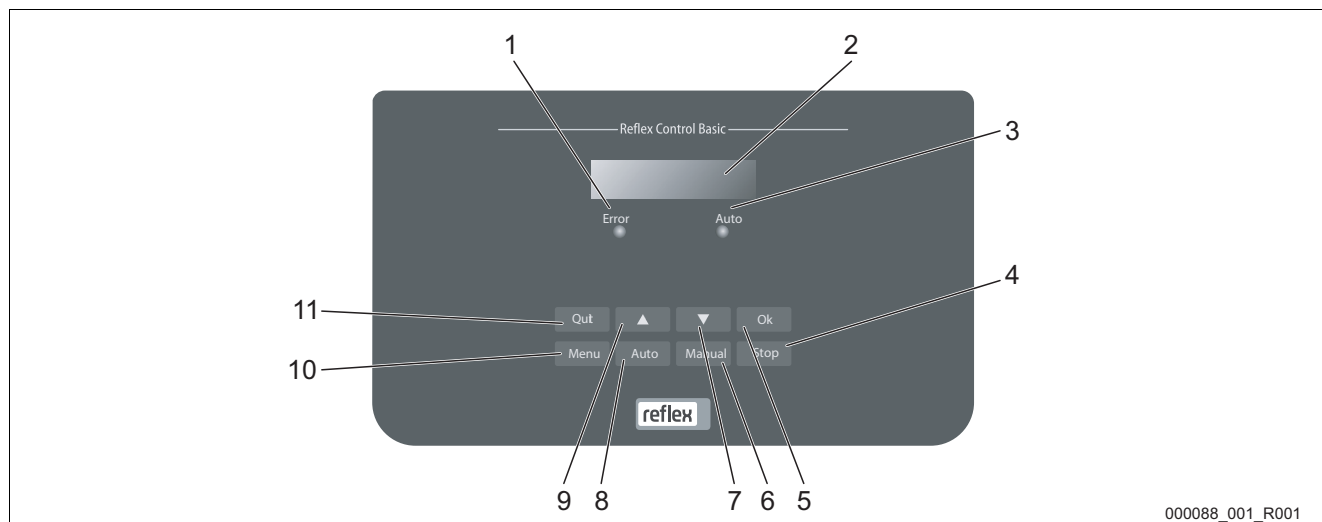 1
2
Reflex Control Basic
3
Error
Auto
4
11
Quit
Ok
10
Menu
Auto
Manual
Stop
reflex
9
8
7
6
5
000088_001_R001